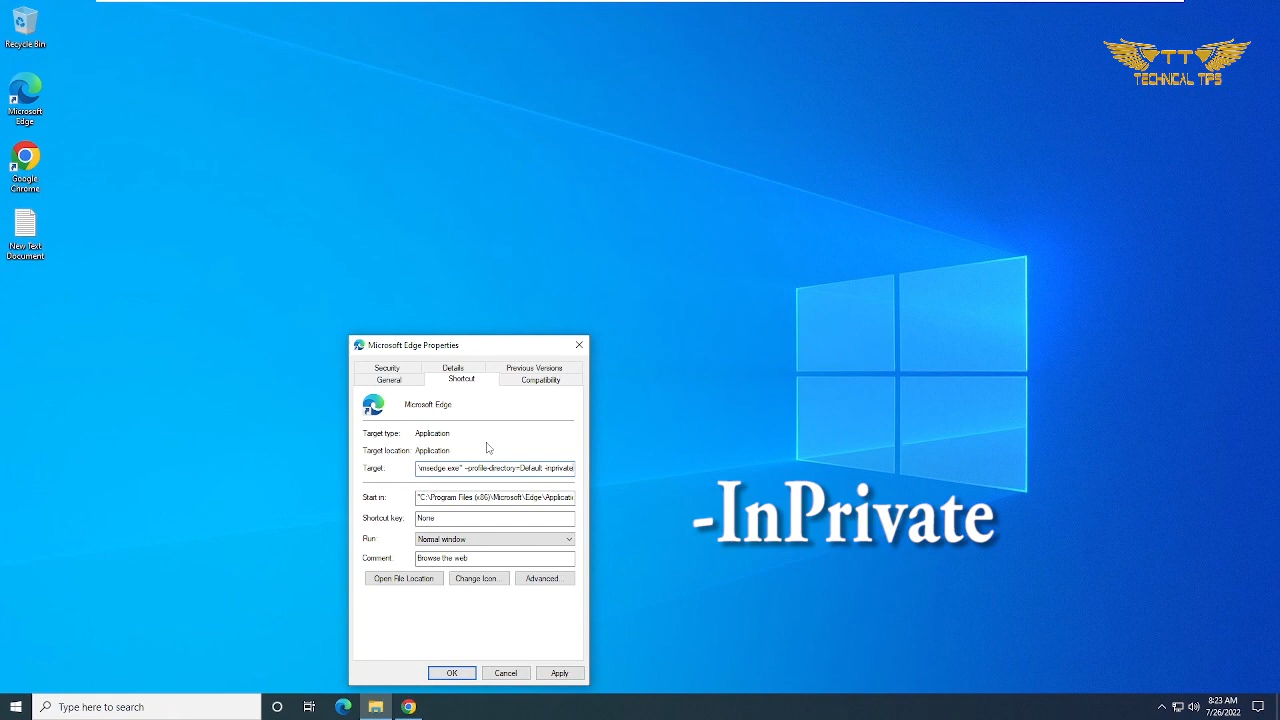 Recycle Bin
Microsoft
Edge
Google
Chrome
New Text
Document
TT
TECHNICAL TIPS
Microsoft Edge Properties
Security
Details
Previous Versions
General
Shortcut
Compatibility
Microsoft Edge
Target type:
Application
Target location:
Application
Target:
\msedge.exe" --profile-directory=Default -inprivate
Start in:
"C:\Program Files (x86)\Microsoft\Edge\Applicatio
Shortcut key:
None
Run:
Normal window
Comment:
Browse the web
Open File Location
Change Icon...
Advanced...
OK
Cancel
Apply
-InPrivate
Type here to search
8:23 AM
7/26/2022